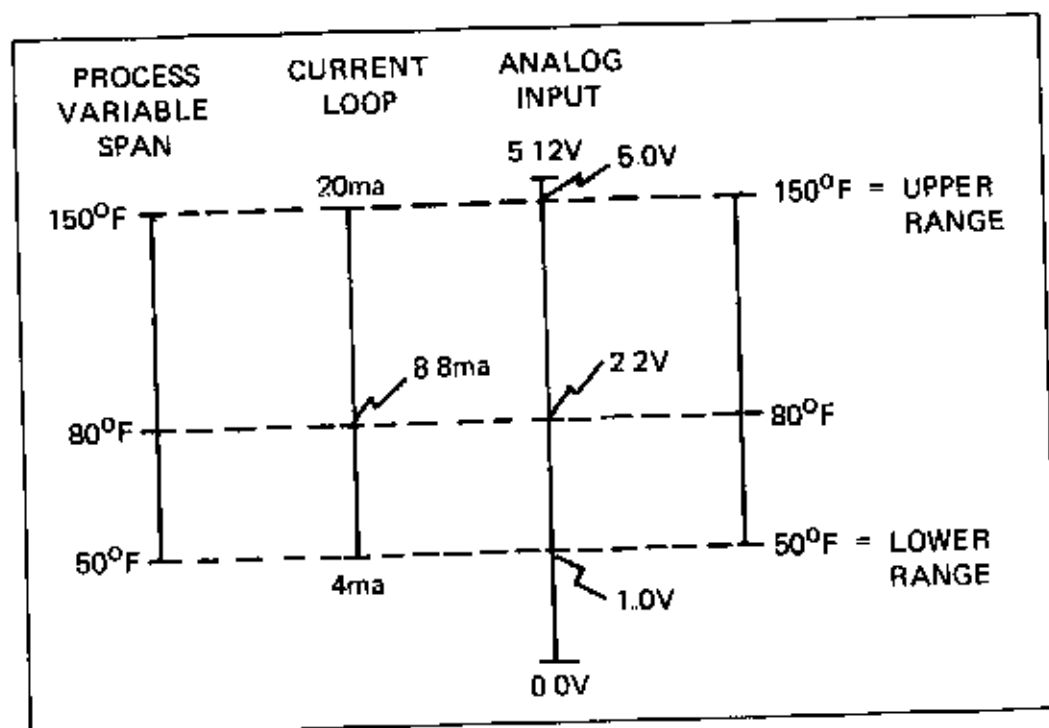 PROCESS
VARIABLE
SPAN
CURRENT
LOOP
ANALOG
INPUT
5 12V
5.0V
20ma
150°F
150°F = UPPER
RANGE
8 8ma
2 2V
80°F
80°F
50°F
4ma
50°F = LOWER
RANGE
1.0V
0 0V